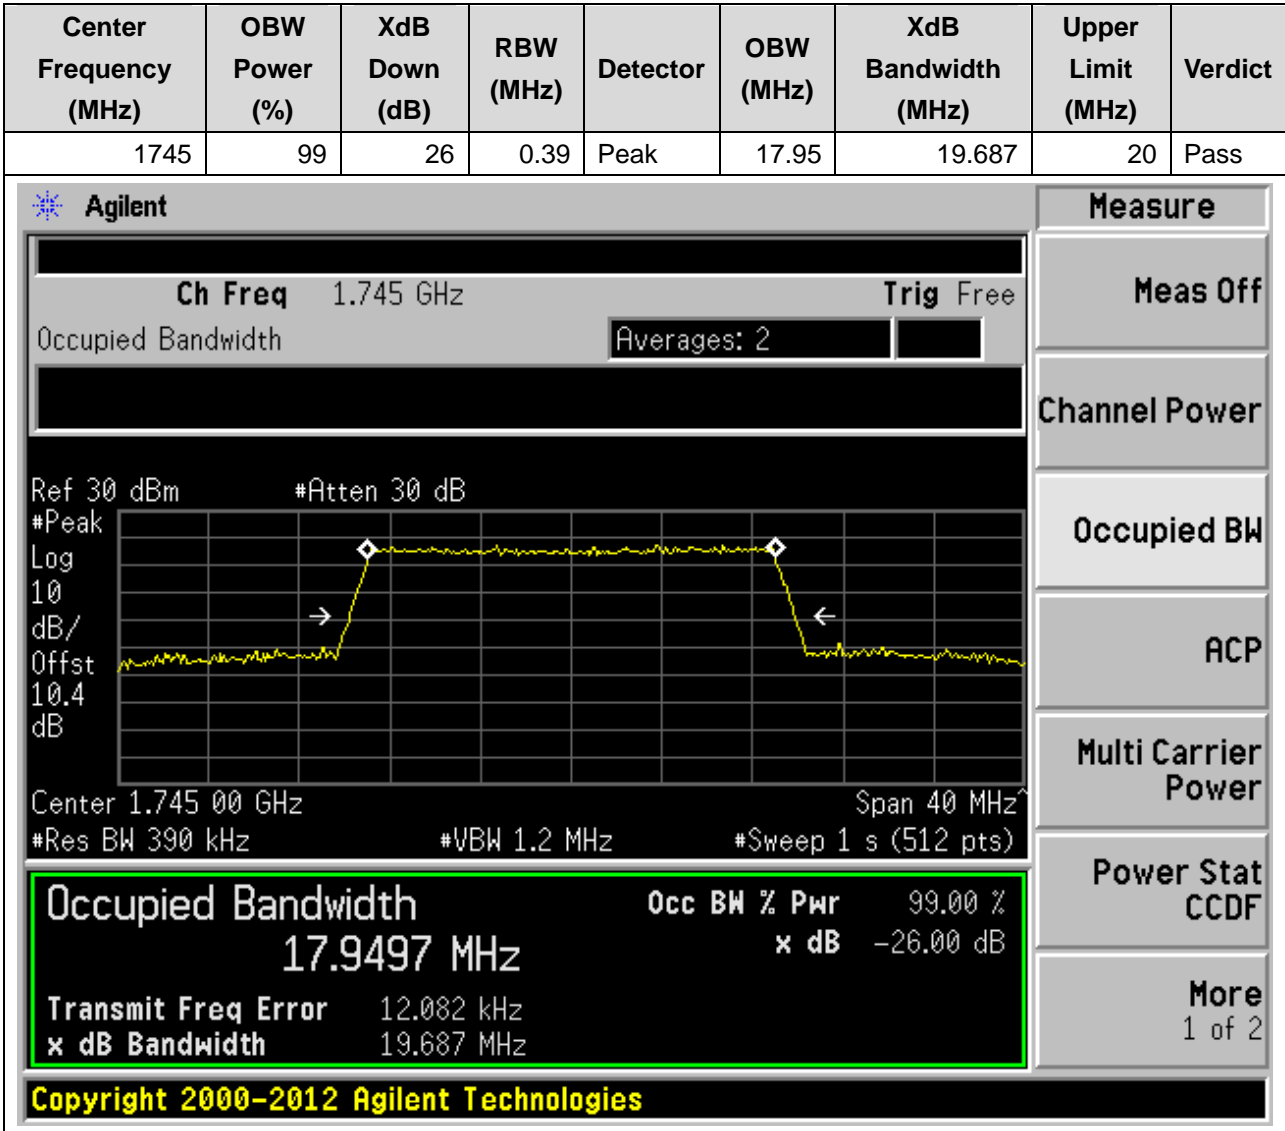 Center Frequency (MHz) OBW Power (%) XdB Down (dB) RBW (MHz) Detector OBW (MHz) XdB Bandwidth (MHz) Upper Limit (MHz) Verdict
1745 99 26 0.39 Peak 17.95 19.687 20 Pass
Agilent
Measure
Ch Freq 1.745 GHz Trig Free
Meas Off
Occupied Bandwidth Averages: 2
Channel Power
Ref 30 dBm #Atten 30 dB
#Peak
Log
10
dB/
Offst
10.4
dB
Occupied BW
ACP
Multi Carrier
Power
Center 1.745 00 GHz Span 40 MHz^
#Res BW 390 kHz #VBW 1.2 MHz #Sweep 1 s (512 pts)
Power Stat
CCDF
Occupied Bandwidth Occ BW % Pwr 99.00 %
17.9497 MHz x dB -26.00 dB
Transmit Freq Error 12.082 kHz
x dB Bandwidth 19.687 MHz
More
1 of 2
Copyright 2000-2012 Agilent Technologies